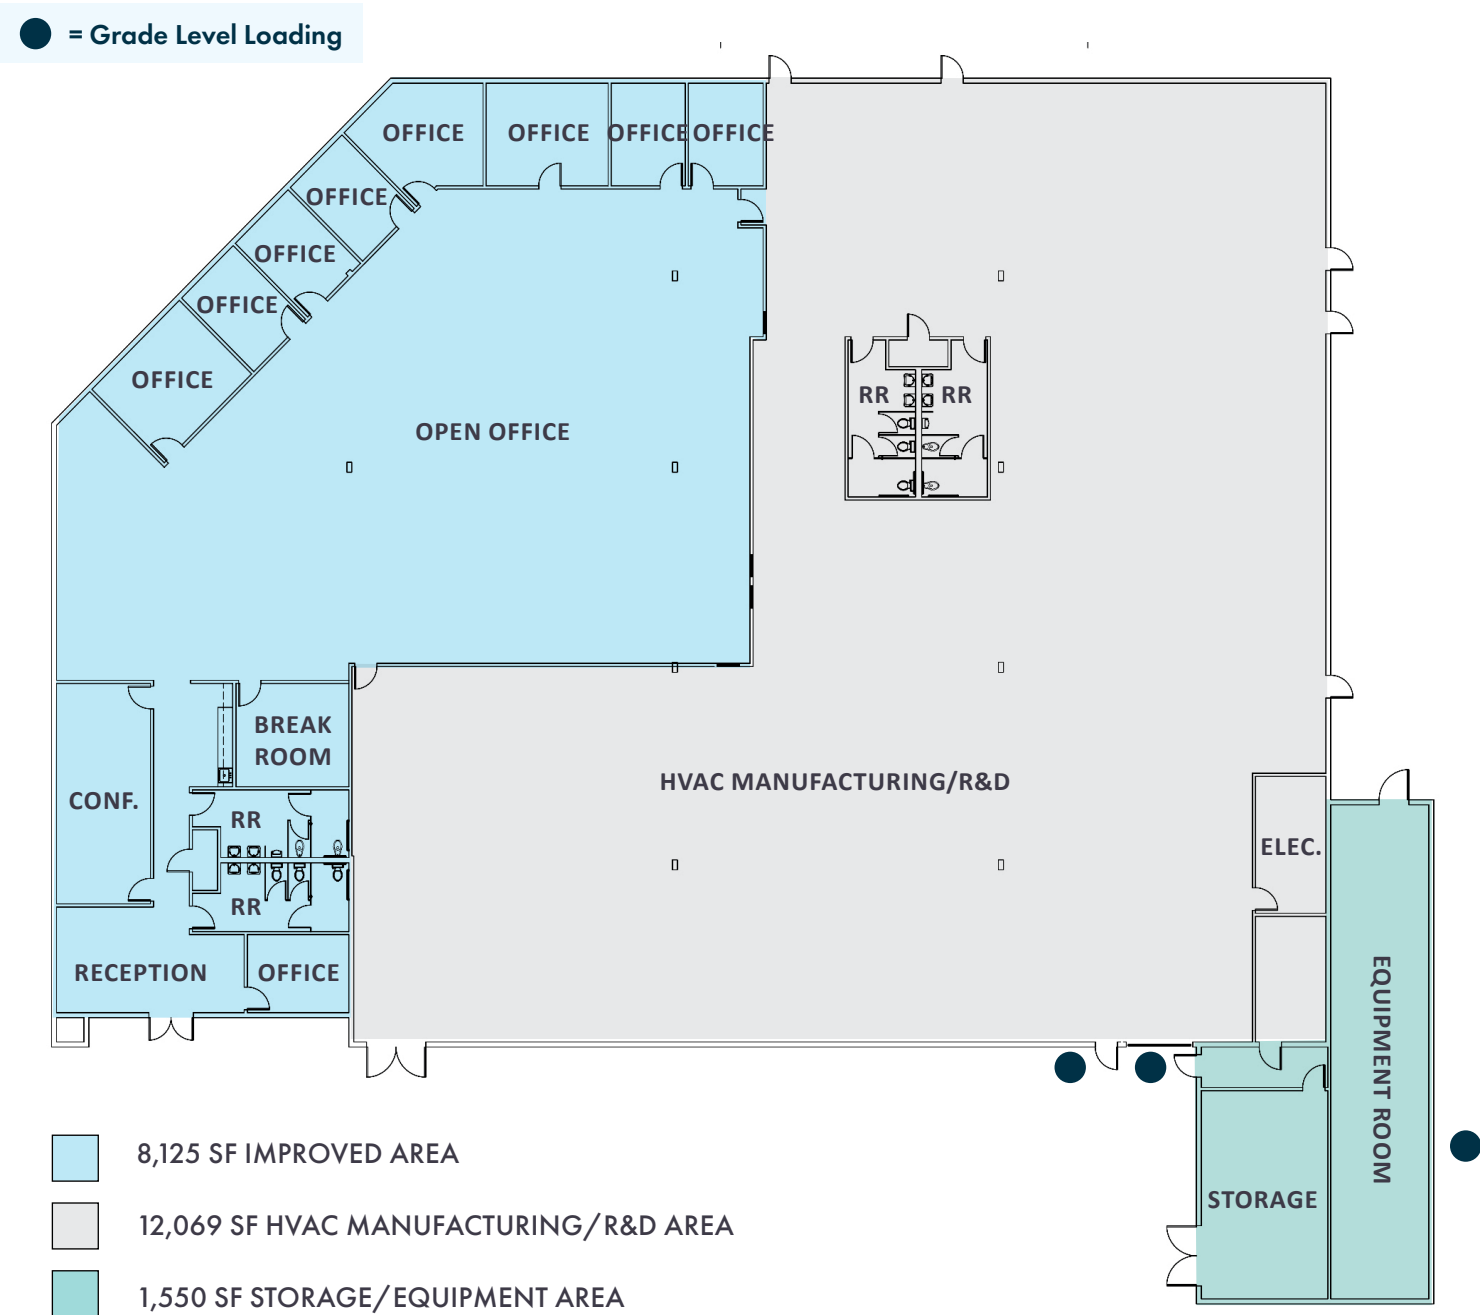 = Grade Level Loading
OFFICE
OFFICE
OFFICE
OFFICE
OFFICE
OFFICE
OFFICE
OFFICE
OPEN OFFICE
RR
RR
BREAK
ROOM
CONF.
HVAC MANUFACTURING/R&D
RR
RR
ELEC.
RECEPTION
OFFICE
EQUIPMENT ROOM
STORAGE
8,125 SF IMPROVED AREA
12,069 SF HVAC MANUFACTURING/R&D AREA
1,550 SF STORAGE/EQUIPMENT AREA